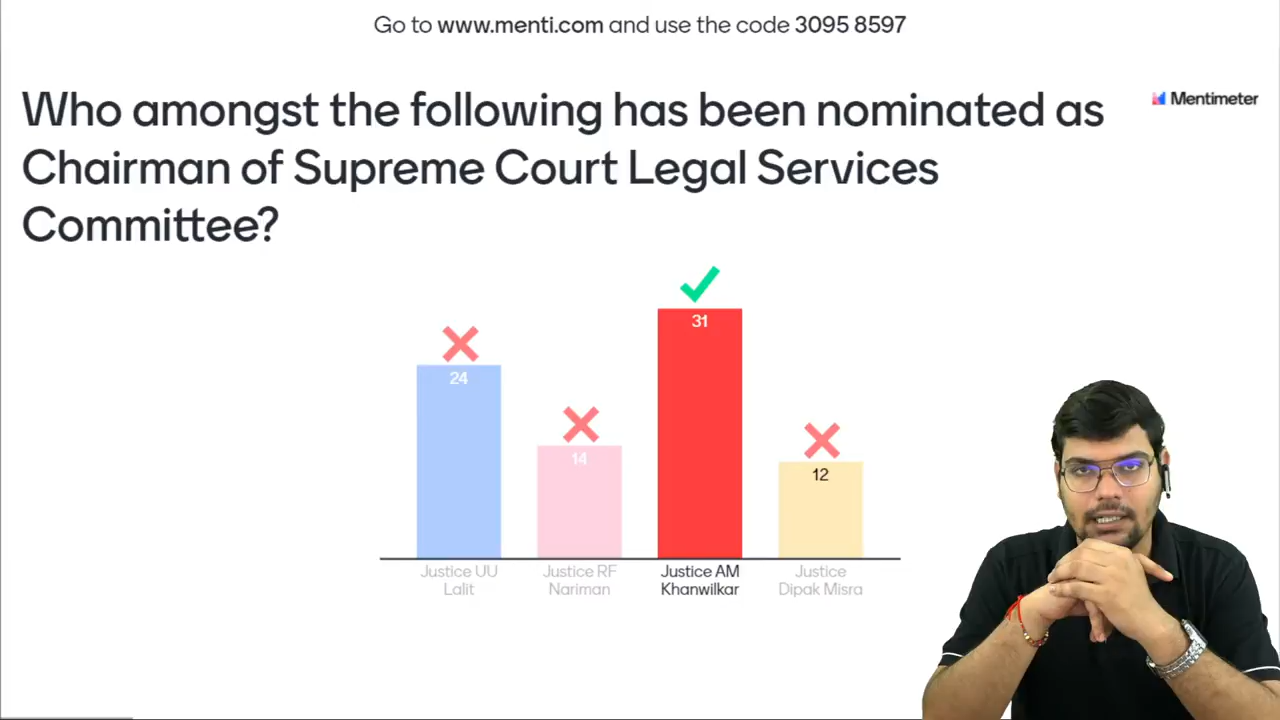 Go to www.menti.com and use the code 3095 8597
Who amongst the following has been nominated as
Mentimeter
Chairman of Supreme Court Legal Services
Committee?
31
24
14
12
Justice UU
Lalit
Justice RF
Nariman
Justice AM
Khanwilkar
Justice
Dipak Misra